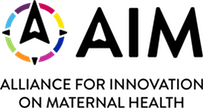 AIM
ALLIANCE FOR INNOVATION
ON MATERNAL HEALTH